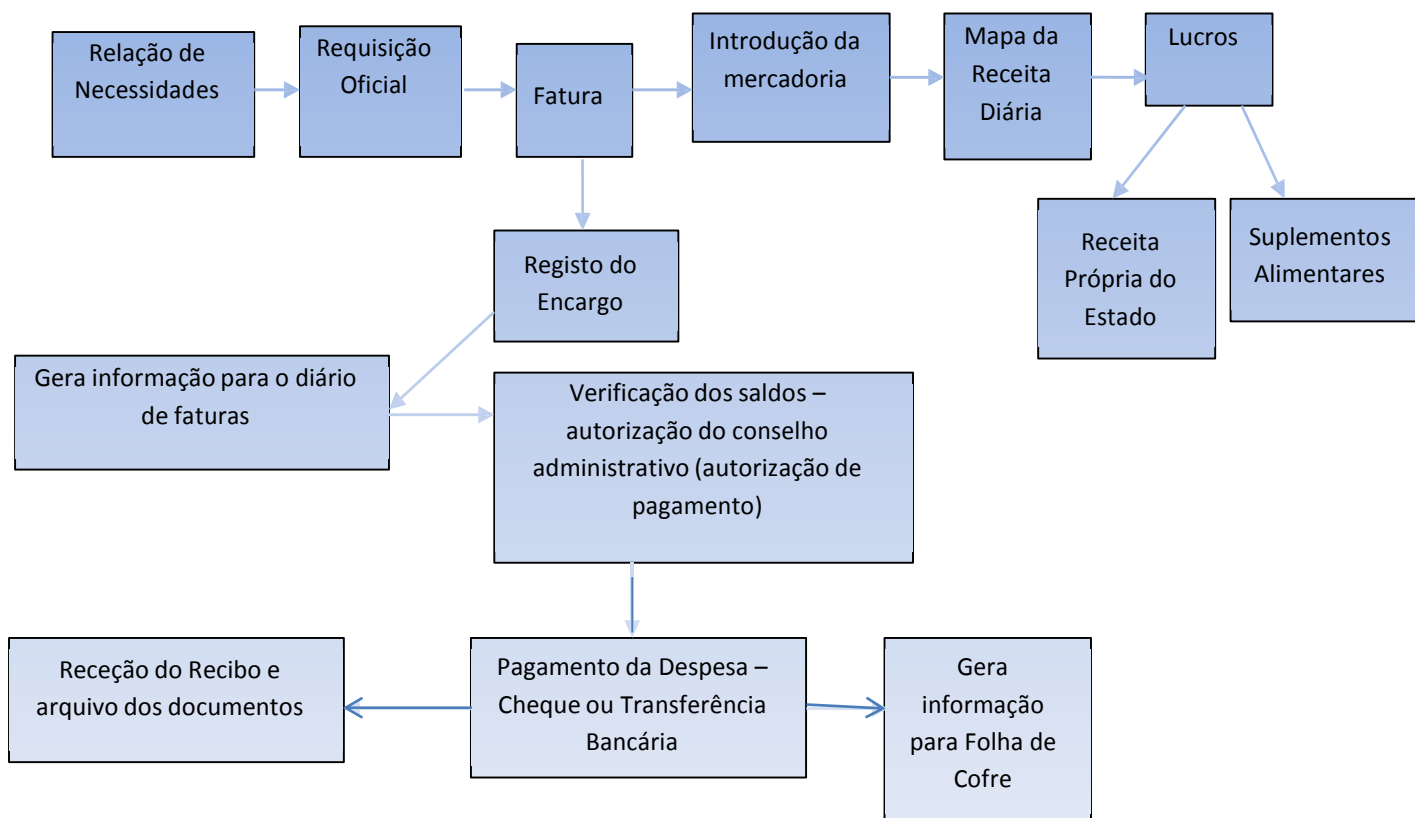 Relação de
Necessidades
Requisição
Oficial
Fatura
Introdução da
mercadoria
Mapa da
Receita
Diária
Lucros
Receita
Própria do
Estado
Suplementos
Alimentares
Registo do
Encargo
Gera informação para o diário
de faturas
Verificação dos saldos –
autorização do conselho
administrativo (autorização de
pagamento)
Receção do Recibo e
arquivo dos documentos
Pagamento da Despesa –
Cheque ou Transferência
Bancária
Gera
informação
para Folha de
Cofre